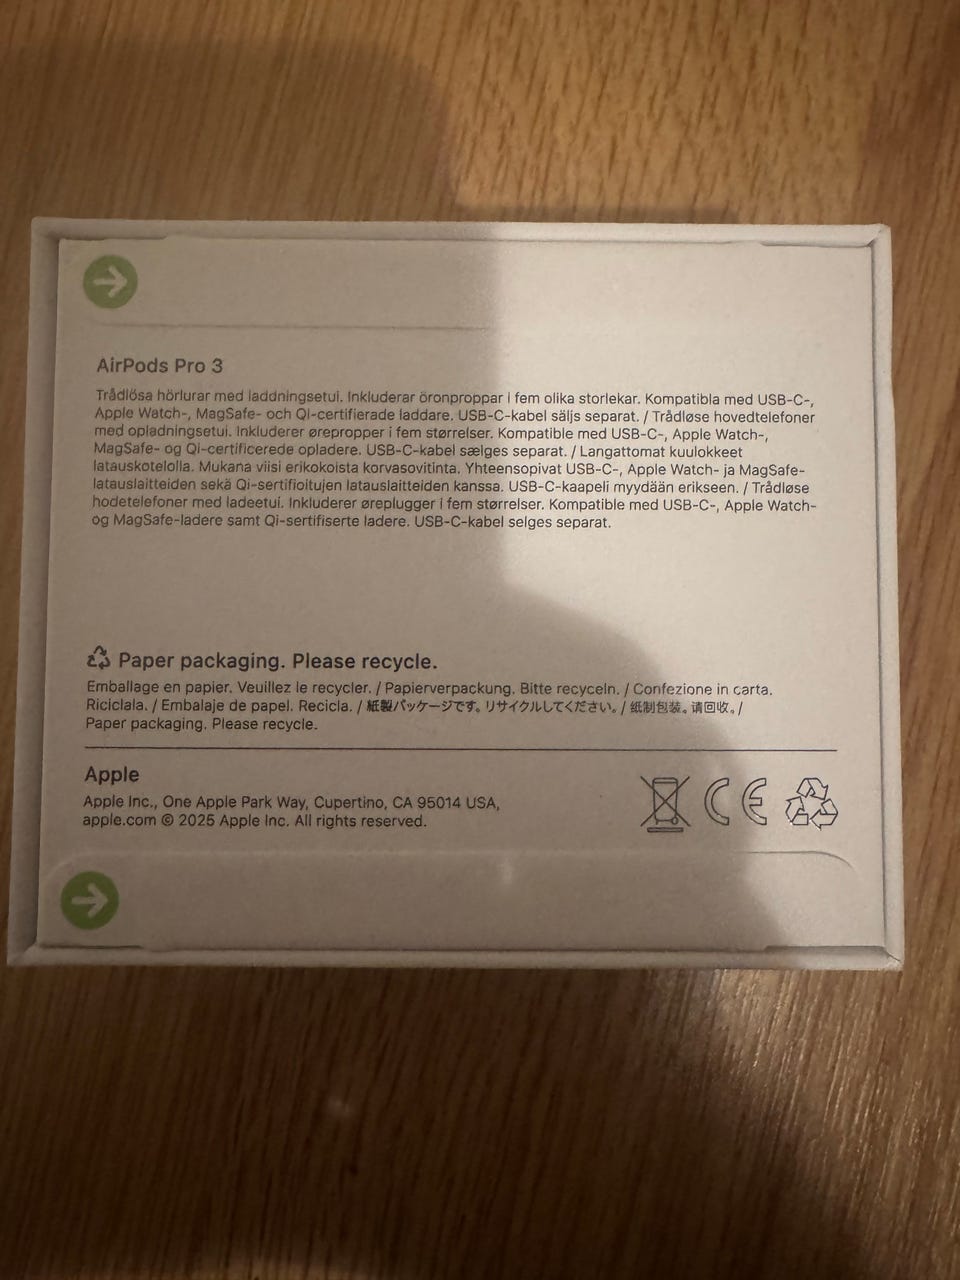 AirPods Pro 3
Trådlösa hörlurar med laddningsetui. Inkluderar öronproppar i fem olika storlekar. Kompatibla med USB-C-,
Apple Watch-, MagSafe- och Qi-certifierade laddare. USB-C-kabel säljs separat. / Trådløse hovedtelefoner
med opladningsetui. Inkluderer ørepropper i fem størrelser. Kompatible med USB-C-, Apple Watch-,
MagSafe- og Qi-certificerede opladere. USB-C-kabel sælges separat. / Langattomat kuulokkeet
latauskotelolla. Mukana viisi erikokoista korvasovitinta. Yhteensopivat USB-C-, Apple Watch- ja MagSafe-
latauslaitteiden sekä Qi-sertifioitujen latauslaitteiden kanssa. USB-C-kaapeli myydään erikseen. / Trådløse
hodetelefoner med ladeetui. Inkluderer øreplugger i fem størrelser. Kompatible med USB-C-, Apple Watch-
og MagSafe-ladere samt Qi-sertifiserte ladere. USB-C-kabel selges separat.
Paper packaging. Please recycle.
Emballage en papier. Veuillez le recycler. / Papierverpackung. Bitte recyceln. / Confezione in carta.
Riciclala. / Embalaje de papel. Recicla. / 紙製パッケージです。リサイクルしてください。/ 纸制包装。请回收。/
Paper packaging. Please recycle.
Apple
Apple Inc., One Apple Park Way, Cupertino, CA 95014 USA,
apple.com © 2025 Apple Inc. All rights reserved.
CE